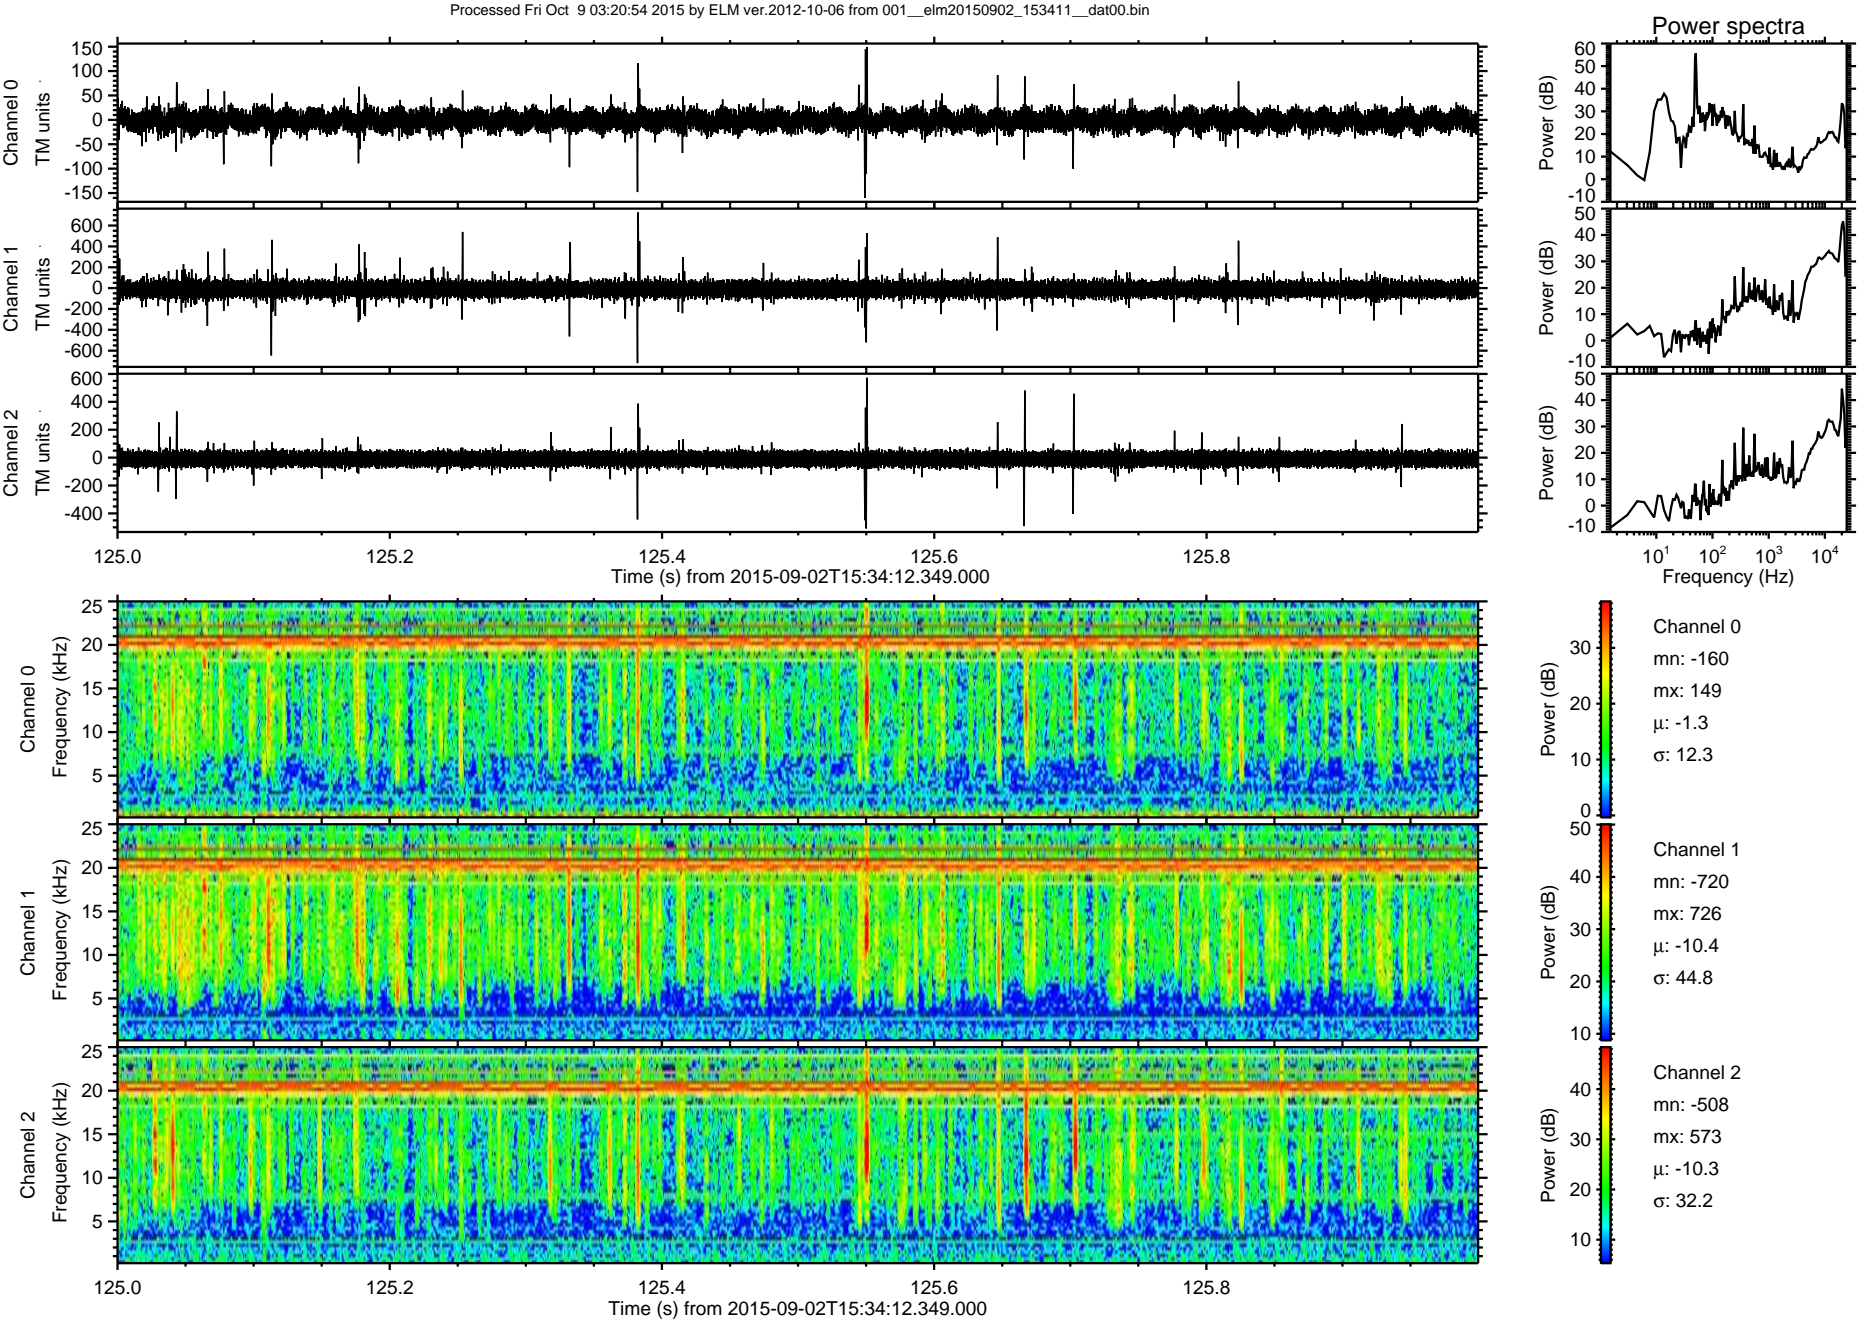 Processed Fri Oct  9 03:20:54 2015 by ELM ver.2012-10-06 from 001__elm20150902_153411__dat00.bin
Power spectra
Channel 0
TM units
150
100
50
0
-50
-100
-150
Power (dB)
60
50
40
30
20
10
0
-10
Channel 1
TM units
600
400
200
0
-200
-400
-600
Power (dB)
50
40
30
20
10
0
-10
Channel 2
TM units
600
400
200
0
-200
-400
Power (dB)
50
40
30
20
10
0
-10
125.0 125.2 125.4 125.6 125.8
Time (s) from 2015-09-02T15:34:12.349.000
10¹ 10² 10³ 10⁴
Frequency (Hz)
Channel 0
Frequency (kHz)
25
20
15
10
5
Power (dB)
30
20
10
0
Channel 0
mn: -160
mx: 149
μ: -1.3
σ: 12.3
Channel 1
Frequency (kHz)
25
20
15
10
5
Power (dB)
50
40
30
20
10
Channel 1
mn: -720
mx: 726
μ: -10.4
σ: 44.8
Channel 2
Frequency (kHz)
25
20
15
10
5
Power (dB)
40
30
20
10
Channel 2
mn: -508
mx: 573
μ: -10.3
σ: 32.2
125.0 125.2 125.4 125.6 125.8
Time (s) from 2015-09-02T15:34:12.349.000